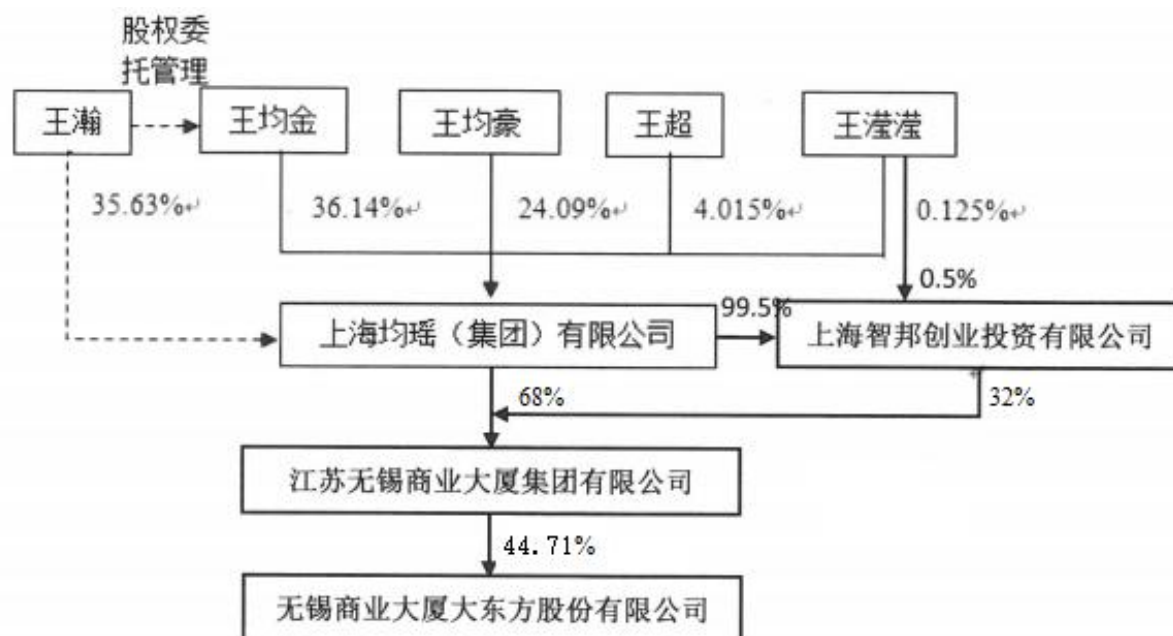 股权委
托管理
王瀚
王均金
王均豪
王超
王滢滢
35.63%↵
36.14%↵
24.09%↵
4.015%↵
0.125%↵
0.5%
99.5%
上海均瑶（集团）有限公司
上海智邦创业投资有限公司
68%
32%
江苏无锡商业大厦集团有限公司
44.71%
无锡商业大厦大东方股份有限公司